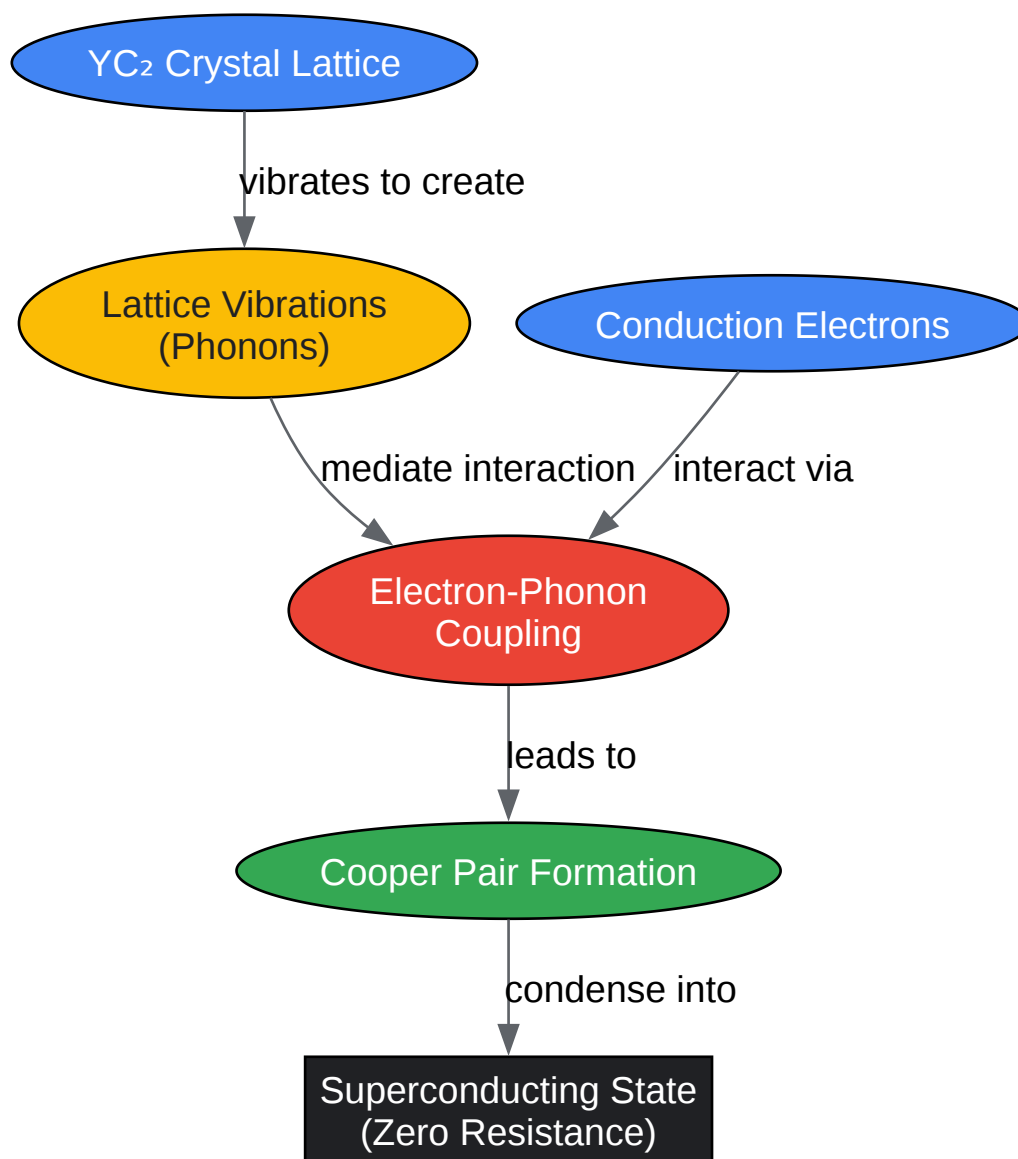 YC₂ Crystal Lattice
vibrates to create
Lattice Vibrations
(Phonons)
Conduction Electrons
mediate interaction
interact via
Electron-Phonon
Coupling
leads to
Cooper Pair Formation
condense into
Superconducting State
(Zero Resistance)